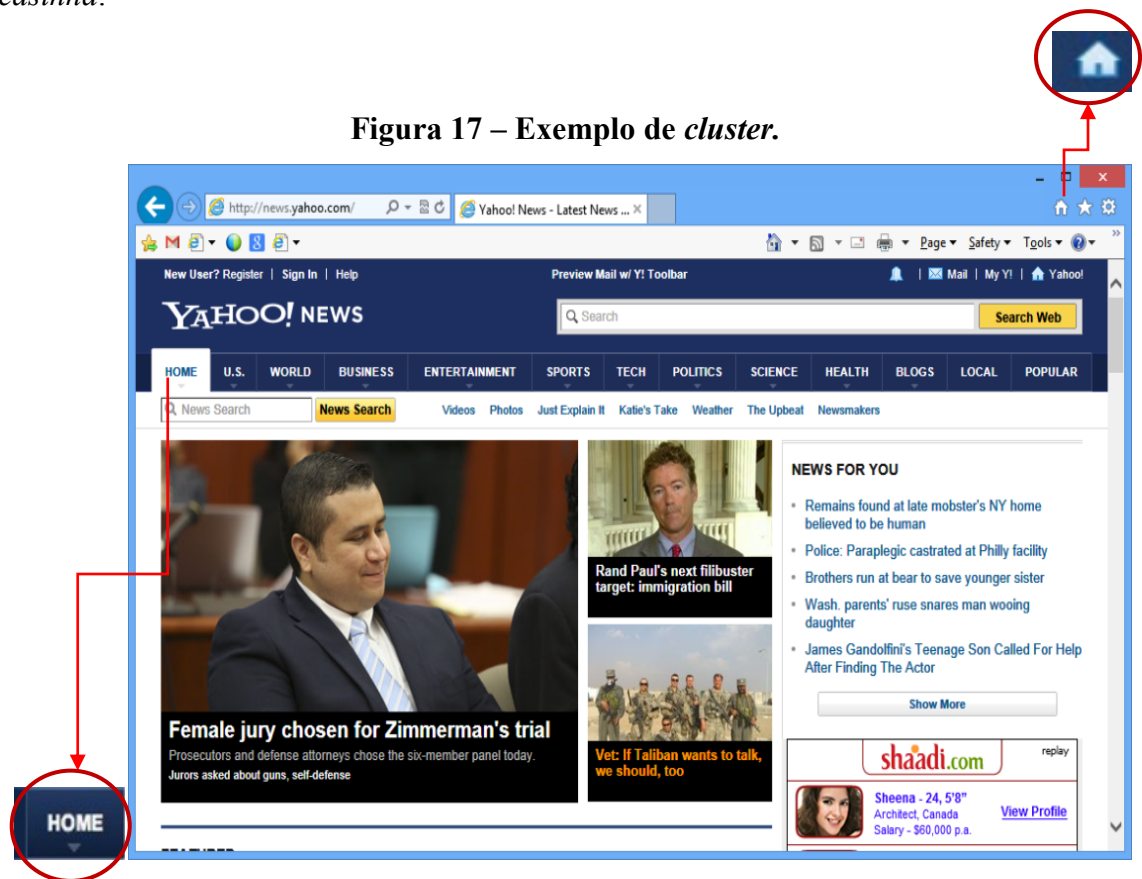 casinha.
Figura 17 – Exemplo de cluster.
http://news.yahoo.com/
Yahoo! News - Latest News ...
Page Safety Tools
New User? Register | Sign In | Help
Preview Mail w/ Y! Toolbar
Mail | My Y! | Yahoo!
YAHOO! NEWS
Search
Search Web
HOME U.S. WORLD BUSINESS ENTERTAINMENT SPORTS TECH POLITICS SCIENCE HEALTH BLOGS LOCAL POPULAR
News Search
News Search
Videos Photos Just Explain It Katie's Take Weather The Upbeat Newsmakers
Female jury chosen for Zimmerman's trial
Prosecutors and defense attorneys chose the six-member panel today.
Jurors asked about guns, self-defense
Rand Paul's next filibuster
target: immigration bill
Vet: If Taliban wants to talk,
we should, too
NEWS FOR YOU
Remains found at late mobster's NY home
believed to be human
Police: Paraplegic castrated at Philly facility
Brothers run at bear to save younger sister
Wash. parents' ruse snares man wooing
daughter
James Gandolfini's Teenage Son Called For Help
After Finding The Actor
Show More
shaadi.com
replay
Sheena - 24, 5'8"
Architect, Canada
Salary - $60,000 p.a.
View Profile
HOME